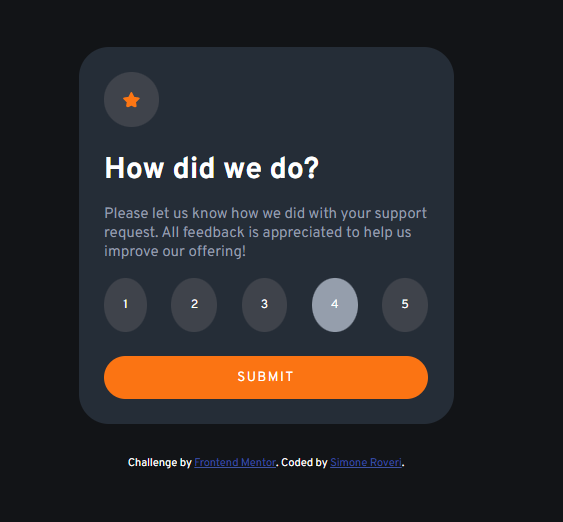 How did we do?
Please let us know how we did with your support
request. All feedback is appreciated to help us
improve our offering!
1 2 3 4 5
SUBMIT
Challenge by Frontend Mentor. Coded by Simone Roveri.